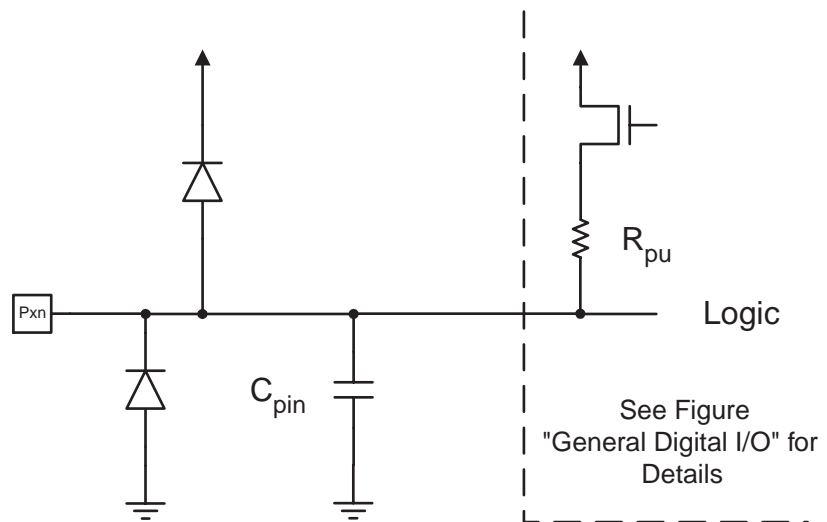 R
pu
Pxn
Logic
C
pin
See Figure
"General Digital I/O" for
Details